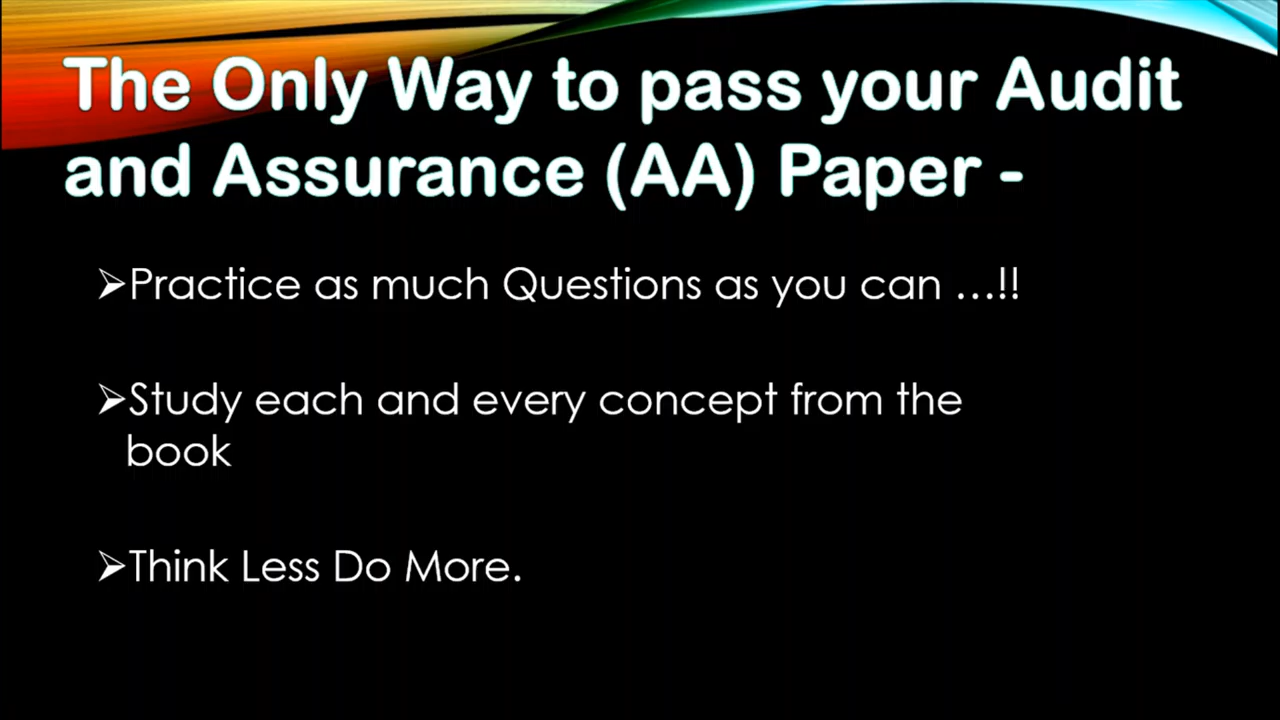 The Only Way to pass your Audit
and Assurance (AA) Paper -
➢Practice as much Questions as you can …!!
➢Study each and every concept from the
book
➢Think Less Do More.